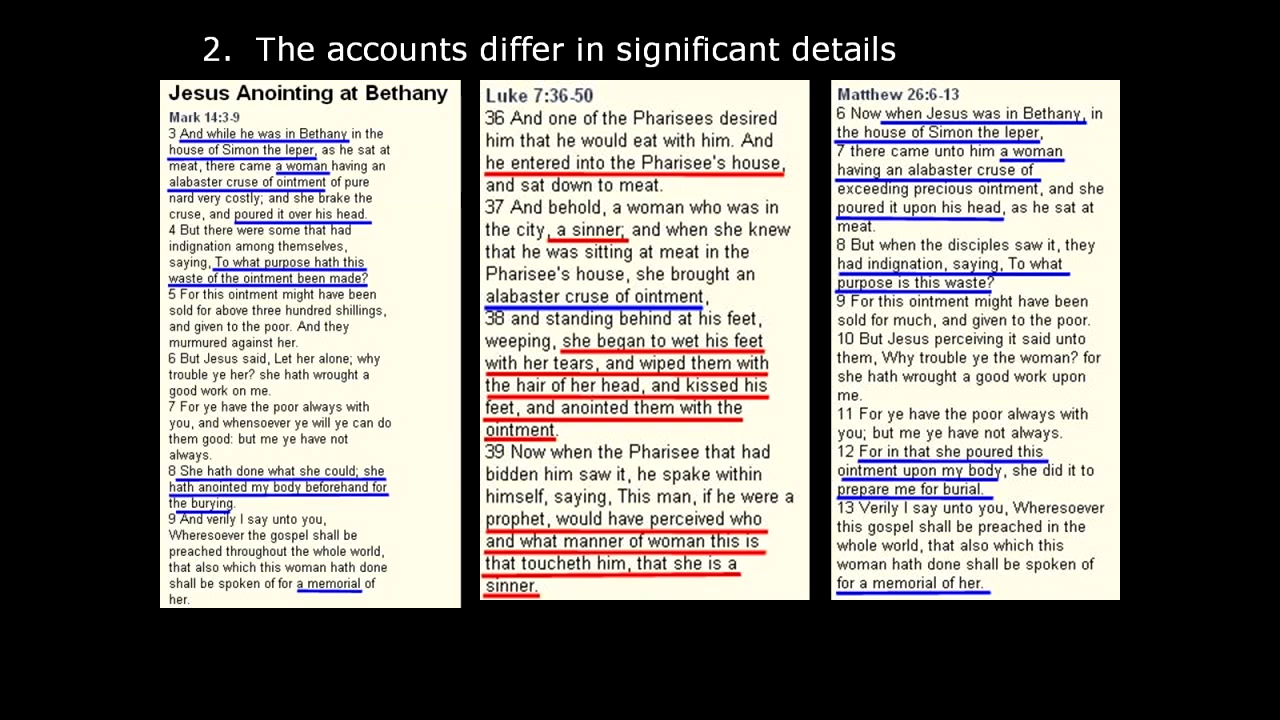 2. The accounts differ in significant details
Jesus Anointing at Bethany
Mark 14:3-9
3 And while he was in Bethany in the
house of Simon the leper, as he sat at
meat, there came a woman having an
alabaster cruse of ointment of pure
nard very costly; and she brake the
cruse, and poured it over his head.
4 But there were some that had
indignation among themselves,
saying, To what purpose hath this
waste of the ointment been made?
5 For this ointment might have been
sold for above three hundred shillings,
and given to the poor. And they
murmured against her.
6 But Jesus said, Let her alone; why
trouble ye her? she hath wrought a
good work on me.
7 For ye have the poor always with
you, and whensoever ye will ye can do
them good: but me ye have not
always.
8 She hath done what she could; she
hath anointed my body beforehand for
the burying.
9 And verily I say unto you,
Wheresoever the gospel shall be
preached throughout the whole world,
that also which this woman hath done
shall be spoken of for a memorial of
her.
Luke 7:36-50
36 And one of the Pharisees desired
him that he would eat with him. And
he entered into the Pharisee's house,
and sat down to meat.
37 And behold, a woman who was in
the city, a sinner; and when she knew
that he was sitting at meat in the
Pharisee's house, she brought an
alabaster cruse of ointment,
38 and standing behind at his feet,
weeping, she began to wet his feet
with her tears, and wiped them with
the hair of her head, and kissed his
feet, and anointed them with the
ointment.
39 Now when the Pharisee that had
bidden him saw it, he spake within
himself, saying, This man, if he were a
prophet, would have perceived who
and what manner of woman this is
that toucheth him, that she is a
sinner.
Matthew 26:6-13
6 Now when Jesus was in Bethany, in
the house of Simon the leper,
7 there came unto him a woman
having an alabaster cruse of
exceeding precious ointment, and she
poured it upon his head, as he sat at
meat.
8 But when the disciples saw it, they
had indignation, saying, To what
purpose is this waste?
9 For this ointment might have been
sold for much, and given to the poor.
10 But Jesus perceiving it said unto
them, Why trouble ye the woman? for
she hath wrought a good work upon
me.
11 For ye have the poor always with
you; but me ye have not always.
12 For in that she poured this
ointment upon my body, she did it to
prepare me for burial.
13 Verily I say unto you, Wheresoever
this gospel shall be preached in the
whole world, that also which this
woman hath done shall be spoken of
for a memorial of her.